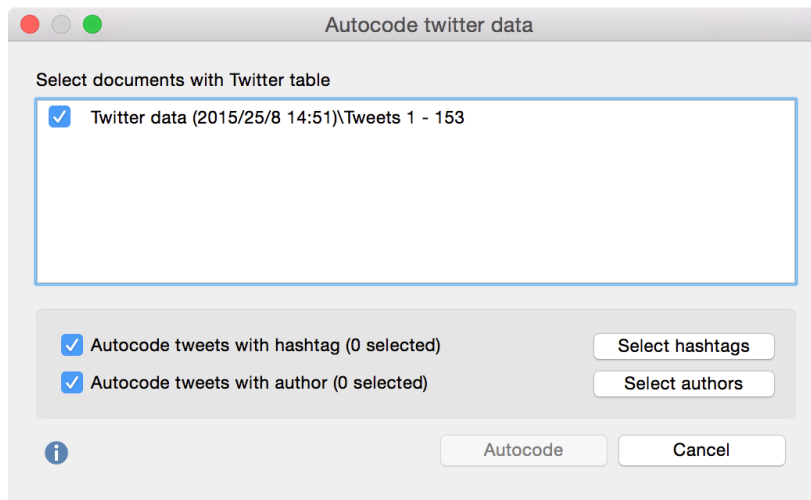 Autocode twitter data
Select documents with Twitter table
Twitter data (2015/25/8 14:51)\Tweets 1 - 153
Autocode tweets with hashtag (0 selected)
Select hashtags
Autocode tweets with author (0 selected)
Select authors
i
Autocode
Cancel